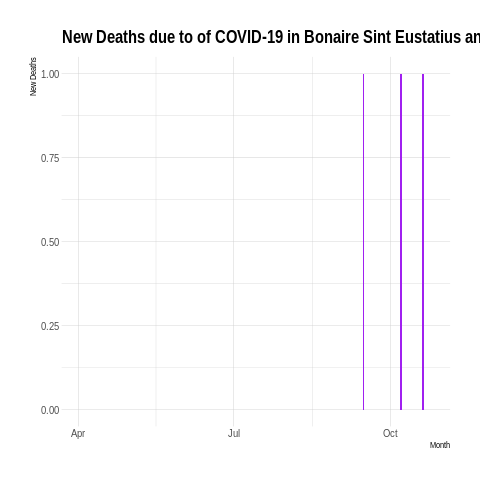 New Deaths due to of COVID-19 in Bonaire Sint Eustatius an
New Deaths
1.00
0.75
0.50
0.25
0.00
Apr Jul Oct
Month